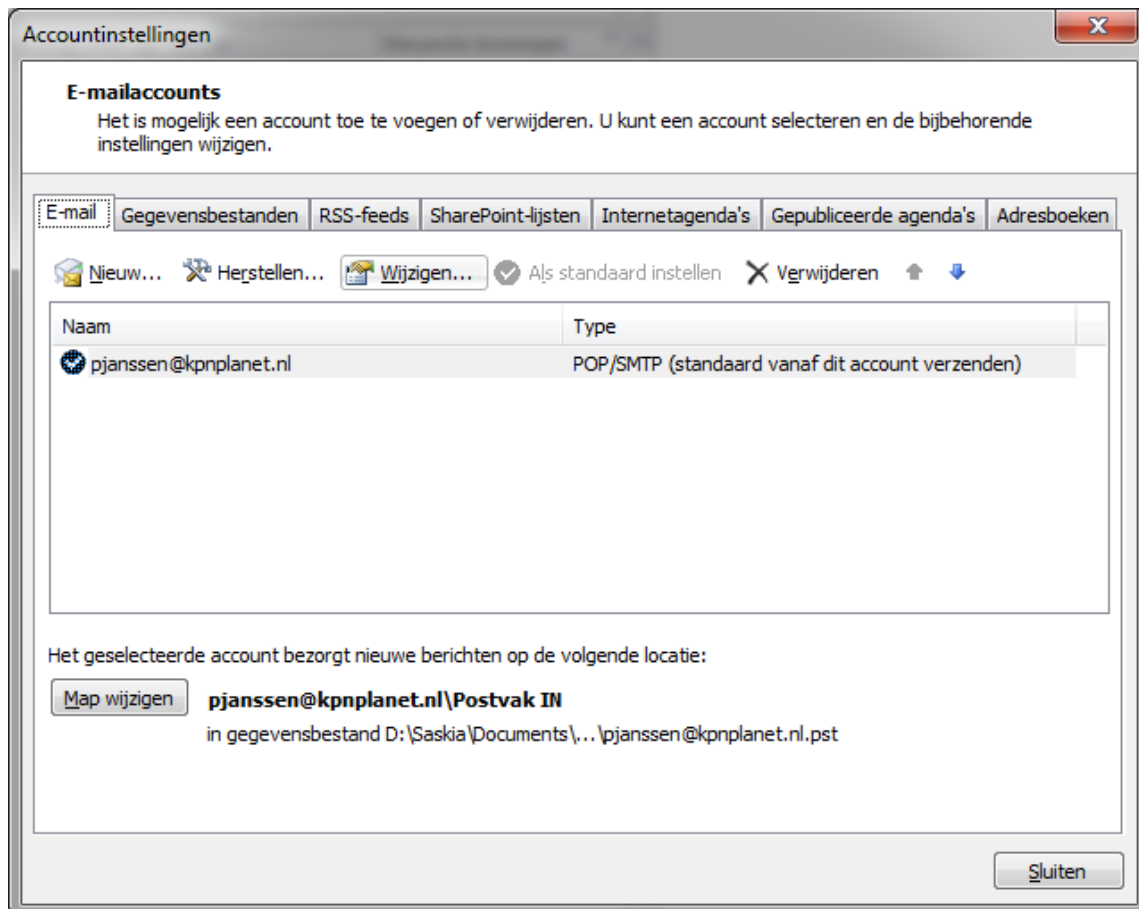 Accountinstellingen
E-mailaccounts
Het is mogelijk een account toe te voegen of verwijderen. U kunt een account selecteren en de bijbehorende
instellingen wijzigen.
E-mail Gegevensbestanden RSS-feeds SharePoint-lijsten Internetagenda's Gepubliceerde agenda's Adresboeken
Nieuw... Herstellen... Wijzigen... Als standaard instellen Verwijderen
Naam Type
pjanssen@kpnplanet.nl POP/SMTP (standaard vanaf dit account verzenden)
Het geselecteerde account bezorgt nieuwe berichten op de volgende locatie:
Map wijzigen pjanssen@kpnplanet.nl\Postvak IN
in gegevensbestand D:\Saskia\Documents\...\pjanssen@kpnplanet.nl.pst
Sluiten